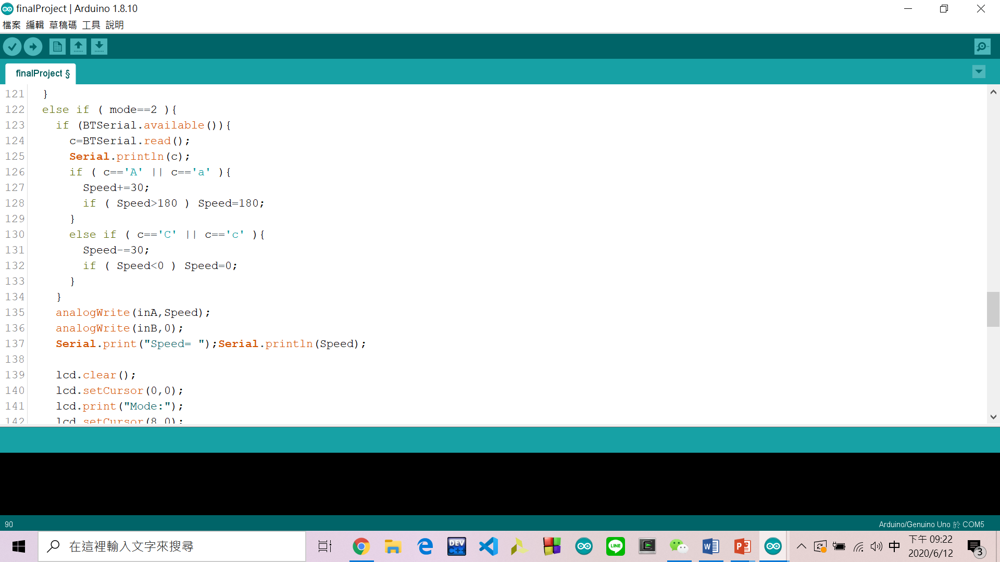 finalProject | Arduino 1.8.10
檔案 編輯 草稿碼 工具 說明
finalProject §
121 }
122 else if ( mode==2 ){
123 if (BTSerial.available()){
124 c=BTSerial.read();
125 Serial.println(c);
126 if ( c=='A' || c=='a' ){
127 Speed+=30;
128 if ( Speed>180 ) Speed=180;
129 }
130 else if ( c=='C' || c=='c' ){
131 Speed-=30;
132 if ( Speed<0 ) Speed=0;
133 }
134 }
135 analogWrite(inA,Speed);
136 analogWrite(inB,0);
137 Serial.print("Speed= ");Serial.println(Speed);
138
139 lcd.clear();
140 lcd.setCursor(0,0);
141 lcd.print("Mode:");
142 lcd.setCursor(8,0);
90
Arduino/Genuino Uno 於 COM5
在這裡輸入文字來搜尋
DEV C++
LINE
中
下午 09:22
2020/6/12
3